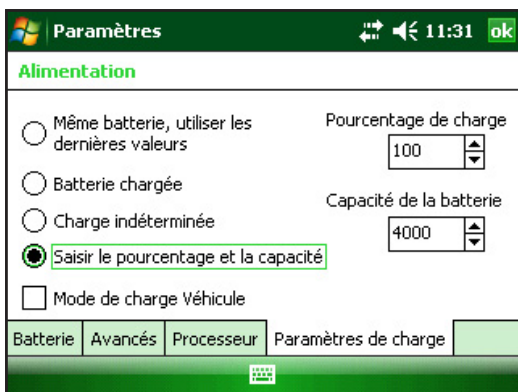 Paramètres 11:31 ok
Alimentation
Même batterie, utiliser les
dernières valeurs
Batterie chargée
Charge indéterminée
Saisir le pourcentage et la capacité
Mode de charge Véhicule
Pourcentage de charge
100
Capacité de la batterie
4000
Batterie Avancés Processeur Paramètres de charge